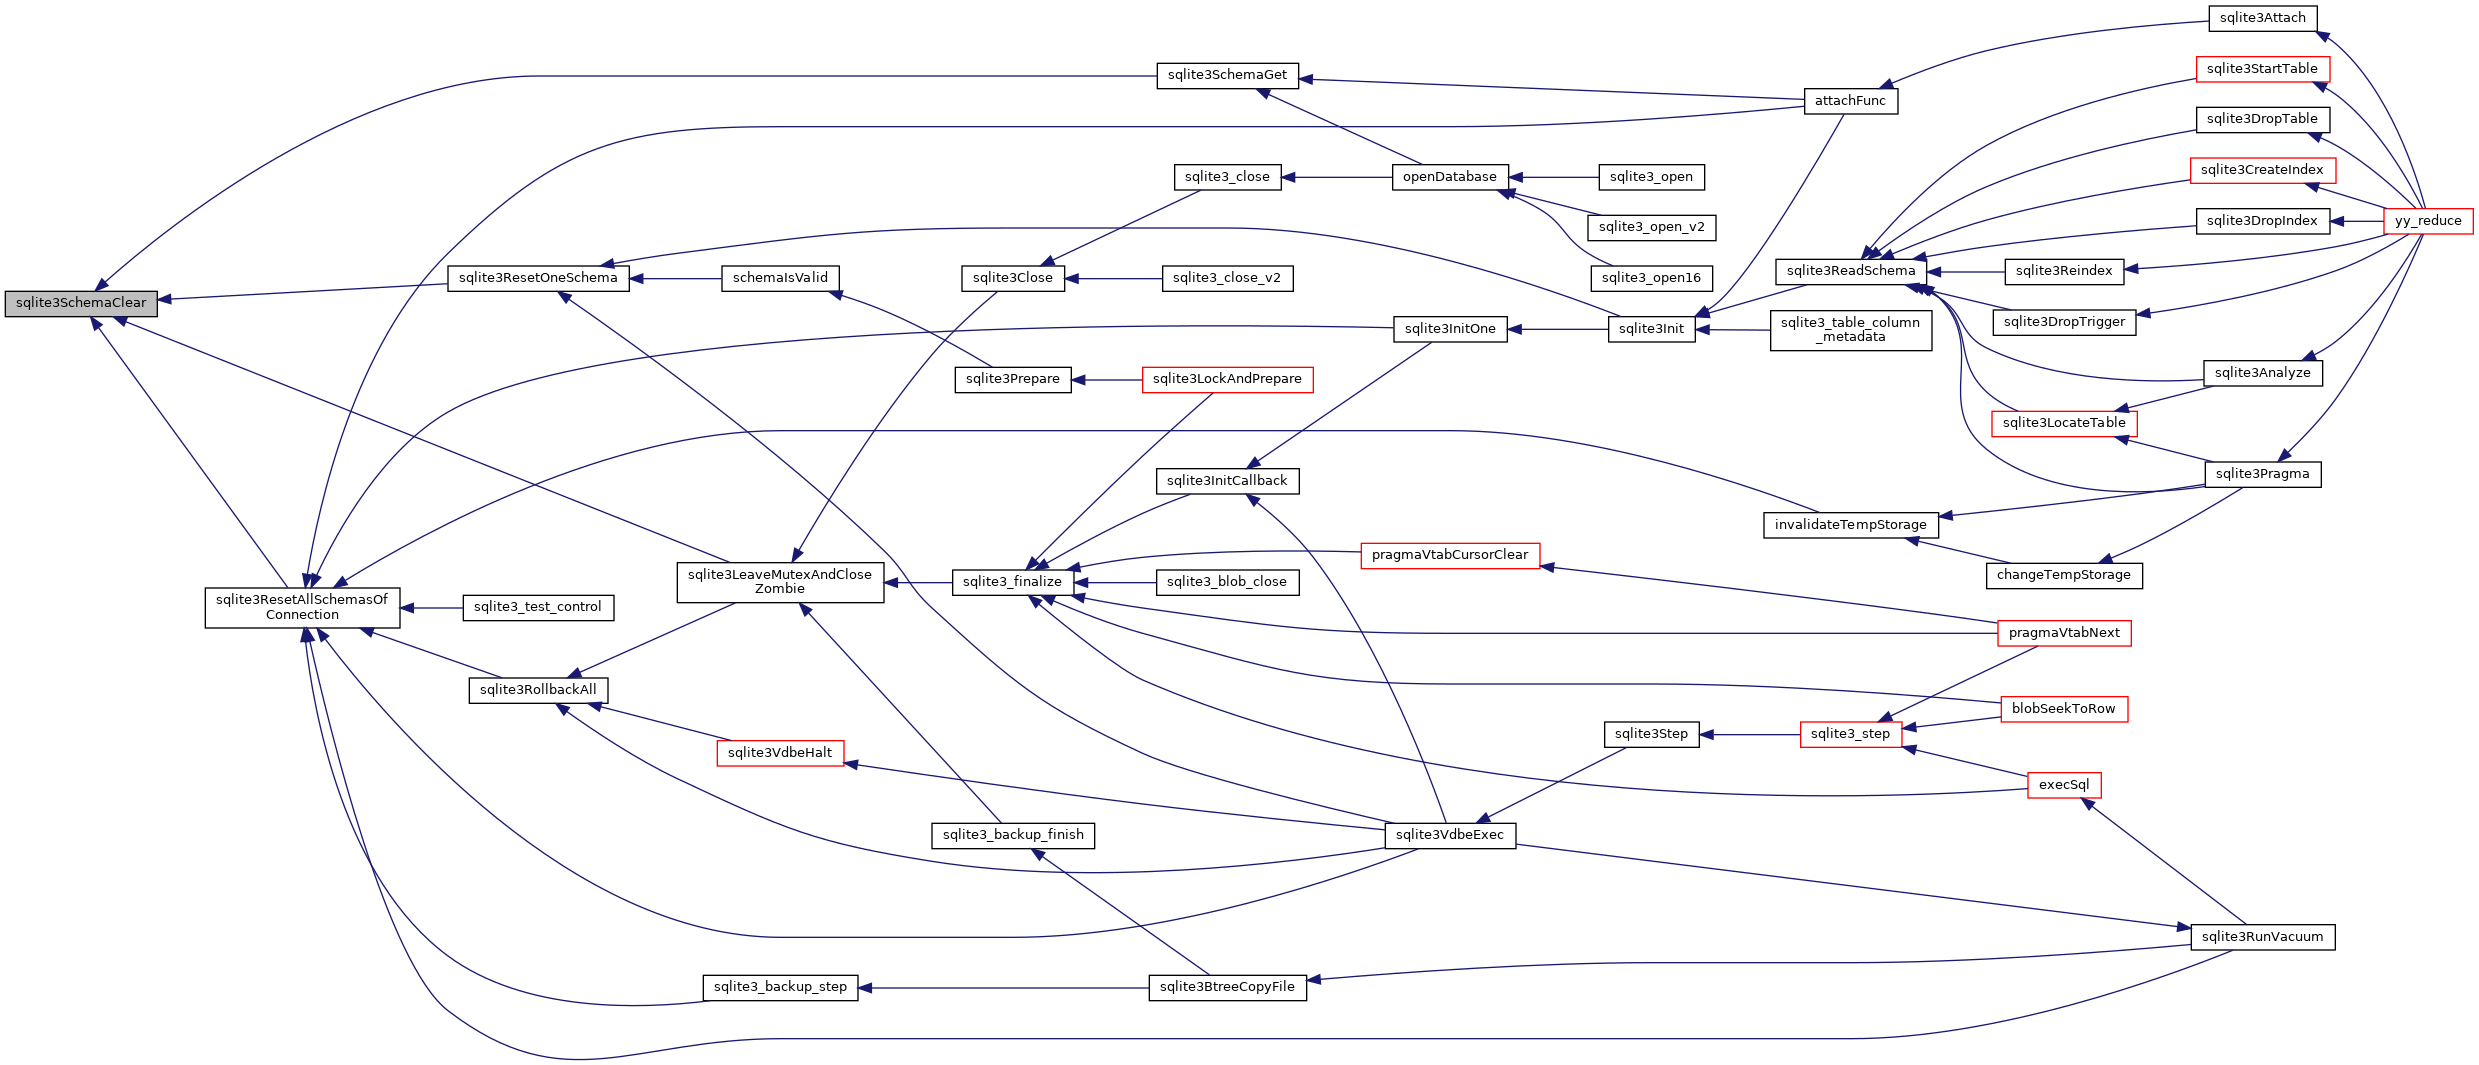 sqlite3SchemaClear
sqlite3ResetAllSchemasOf
Connection
sqlite3ResetOneSchema
sqlite3_test_control
sqlite3RollbackAll
schemaIsValid
sqlite3LeaveMutexAndClose
Zombie
sqlite3VdbeHalt
sqlite3_backup_step
sqlite3Close
sqlite3Prepare
sqlite3_finalize
sqlite3_backup_finish
sqlite3SchemaGet
sqlite3_close
sqlite3_close_v2
sqlite3LockAndPrepare
sqlite3InitCallback
sqlite3_blob_close
sqlite3BtreeCopyFile
openDatabase
sqlite3InitOne
pragmaVtabCursorClear
sqlite3VdbeExec
sqlite3_open
sqlite3_open_v2
sqlite3_open16
sqlite3Init
sqlite3Step
attachFunc
sqlite3ReadSchema
sqlite3_table_column
_metadata
invalidateTempStorage
sqlite3_step
sqlite3Reindex
sqlite3DropTrigger
sqlite3LocateTable
changeTempStorage
pragmaVtabNext
blobSeekToRow
execSql
sqlite3Attach
sqlite3StartTable
sqlite3DropTable
sqlite3CreateIndex
sqlite3DropIndex
sqlite3Analyze
sqlite3Pragma
sqlite3RunVacuum
yy_reduce